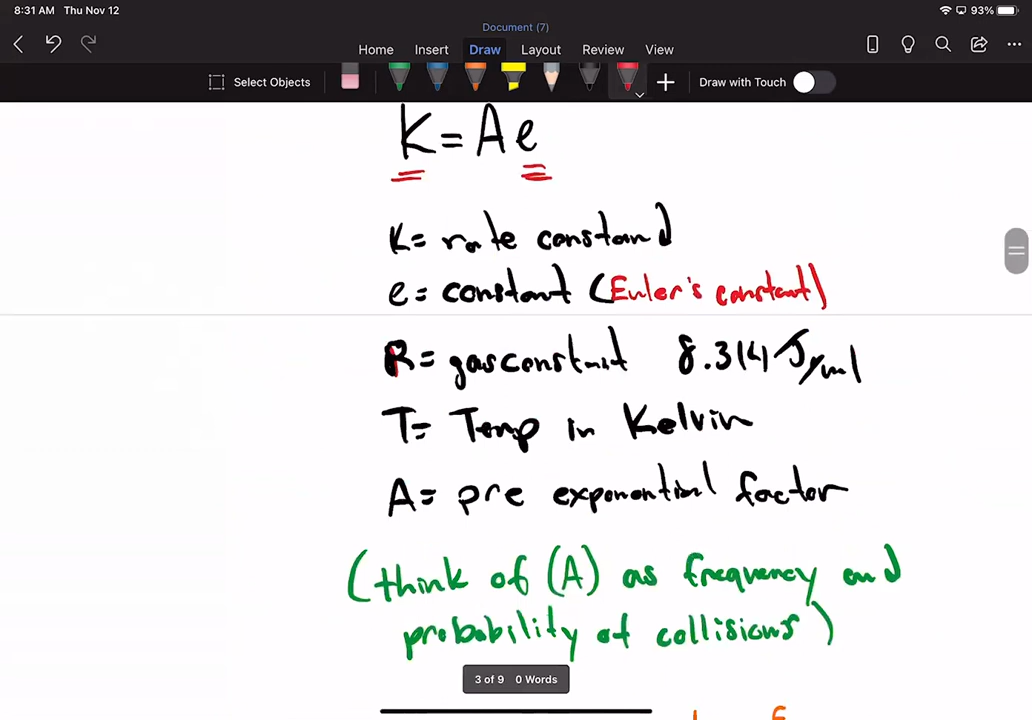 8:31 AM Thu Nov 12
93%
Document (7)
Home Insert Draw Layout Review View
Select Objects
Draw with Touch
K = A e
K = rate constand
e = constant (Euler's constant)
R = gas constant 8.314 J/mol
T = Temp in Kelvin
A = pre exponential factor
(think of (A) as frequency and
probability of collisions)
3 of 9 0 Words